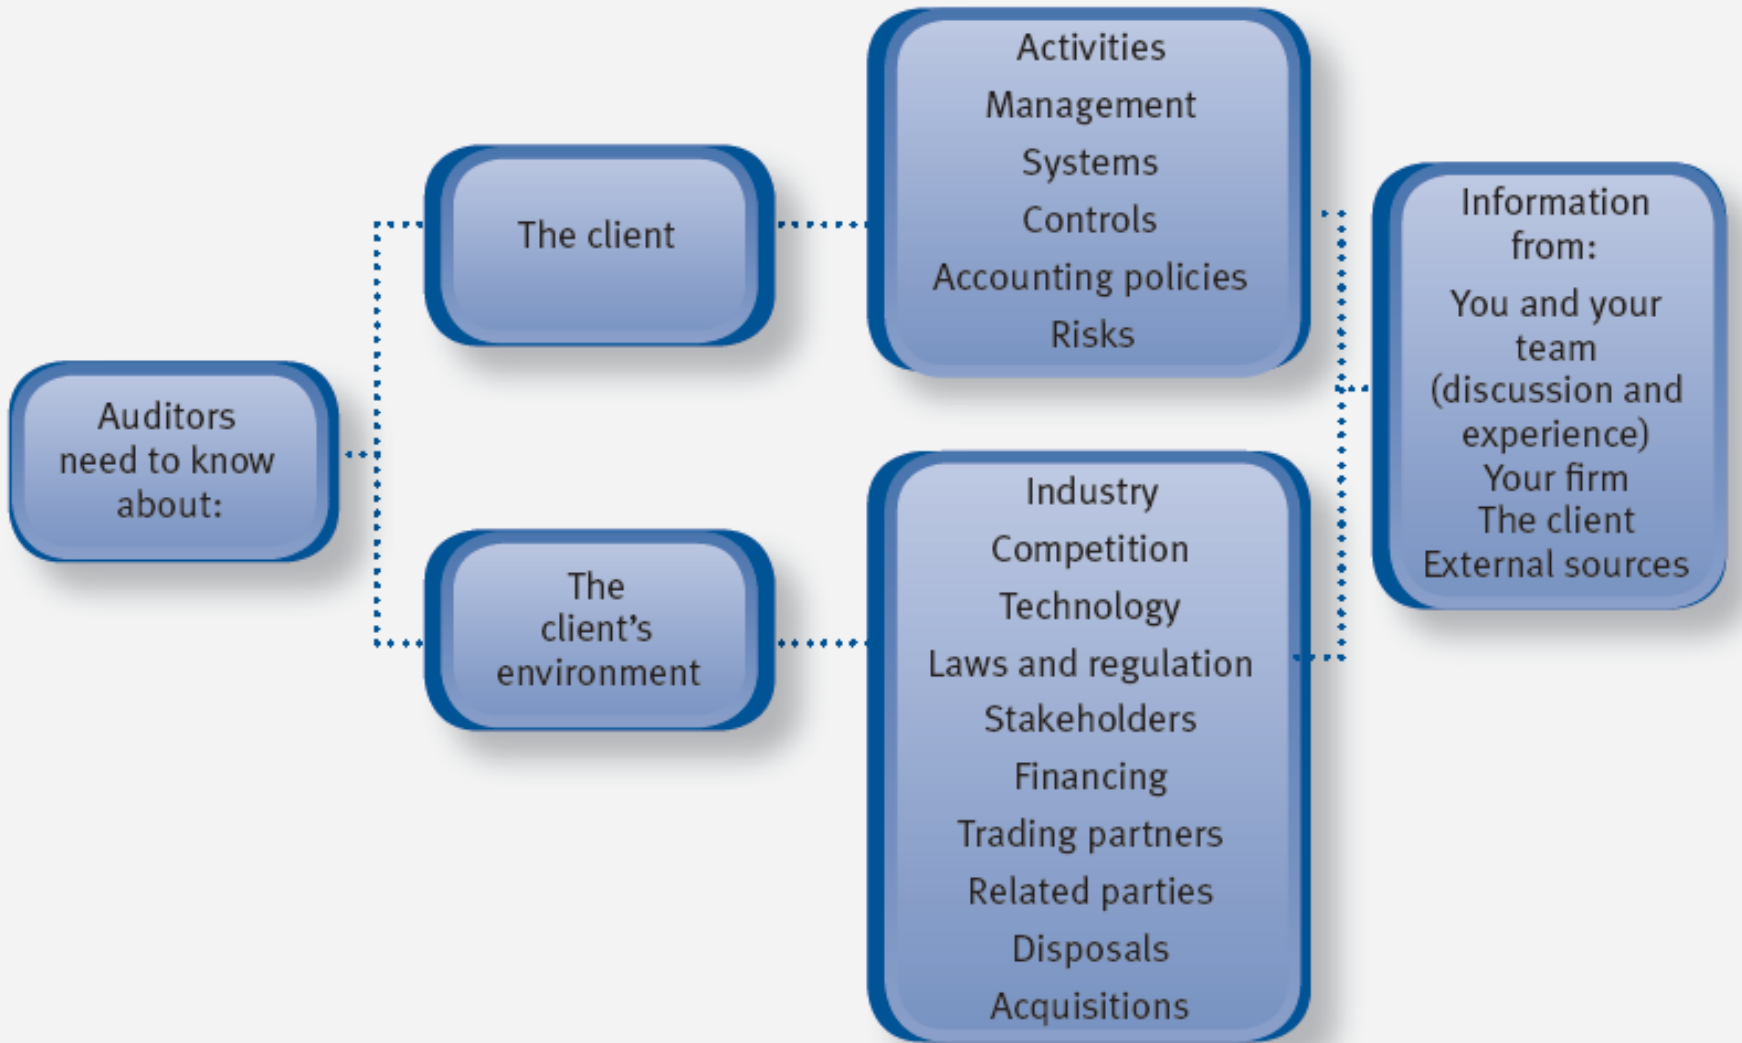 Auditors
need to know
about:
The client
The
client’s
environment
Activities
Management
Systems
Controls
Accounting policies
Risks
Industry
Competition
Technology
Laws and regulation
Stakeholders
Financing
Trading partners
Related parties
Disposals
Acquisitions
Information
from:
You and your
team
(discussion and
experience)
Your firm
The client
External sources